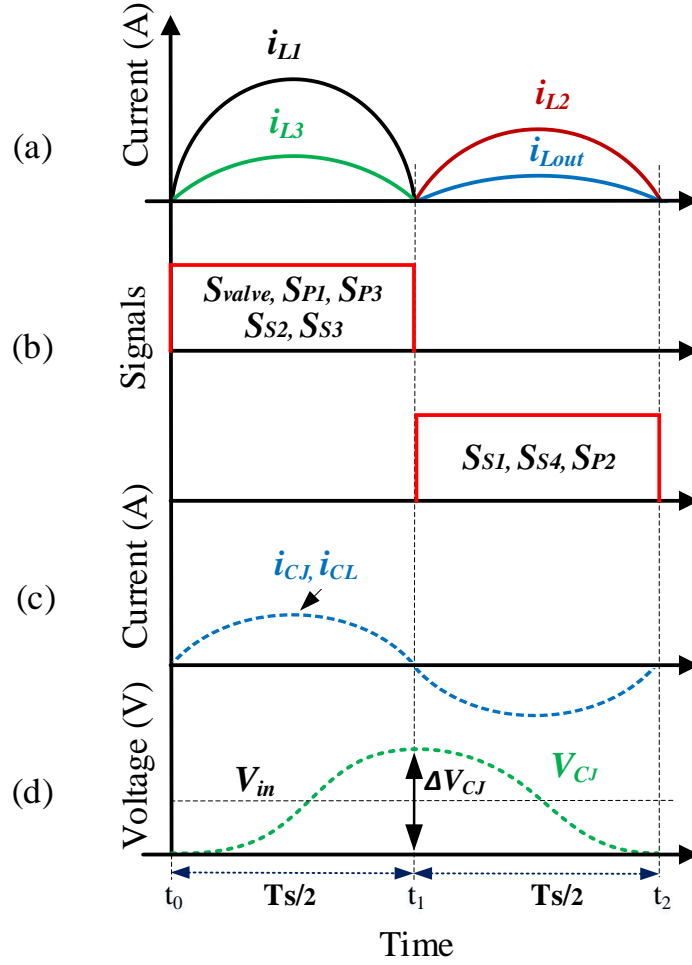 Current (A)
iL1
iL3
iL2
iLout
(a)
Signals
Svalve, SP1, SP3
SS2, SS3
(b)
SS1, SS4, SP2
Current (A)
iCJ, iCL
(c)
Voltage (V)
Vin
ΔVCJ
VCJ
(d)
t0
Ts/2
t1
Ts/2
t2
Time